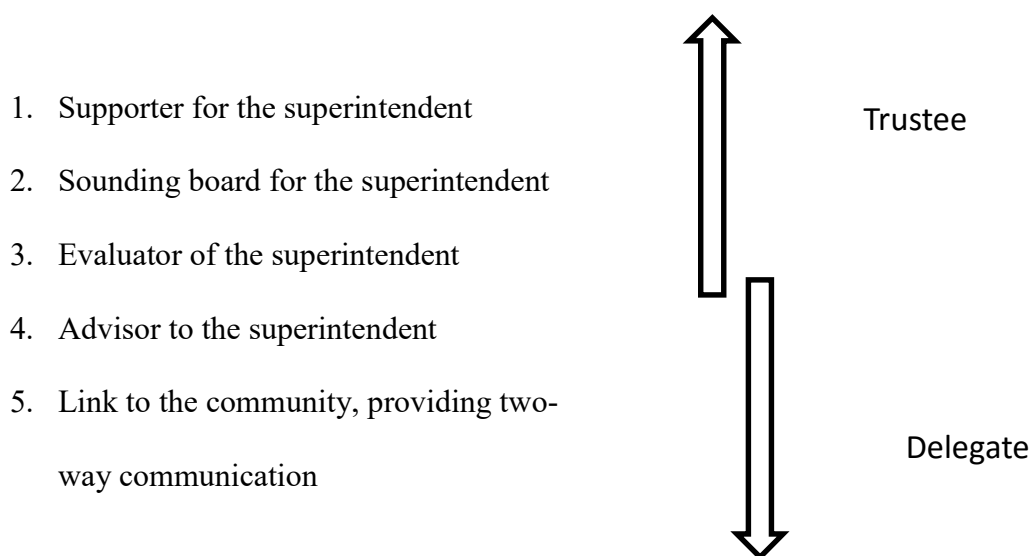 1. Supporter for the superintendent
Trustee
2. Sounding board for the superintendent
3. Evaluator of the superintendent
4. Advisor to the superintendent
5. Link to the community, providing two-
way communication
Delegate